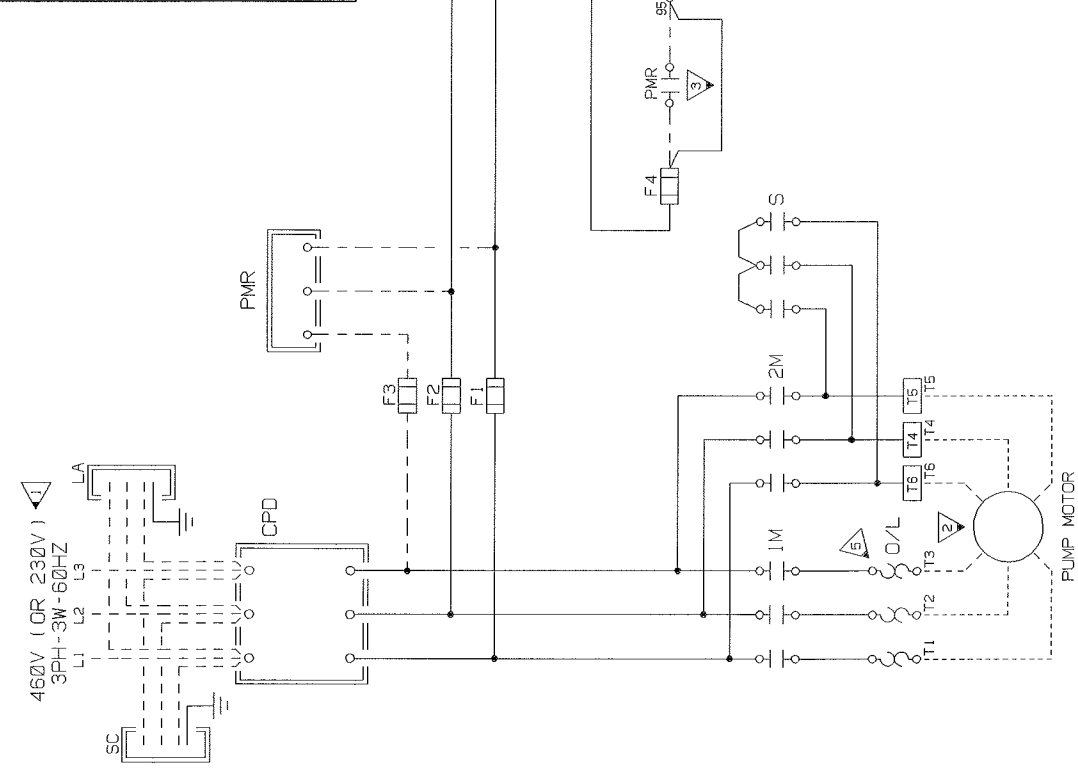 95
PMR
3
F4
PMR
S
F3
F2
F1
2M
460V (OR 230V)
1
3PH-3W-60HZ
LA
L3
L2
L1
SC
CPD
T5
T5
T4
T4
T6
T6
1M
5
O/L
2
T3
T2
T1
PUMP MOTOR